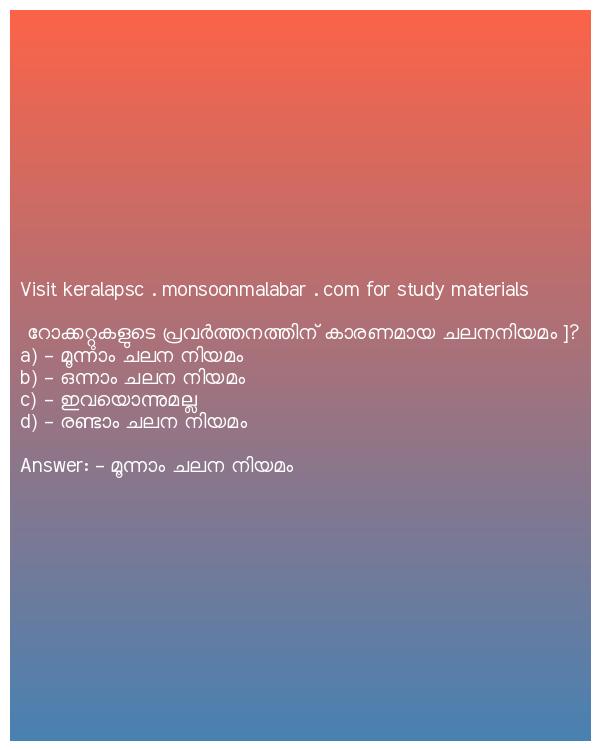 Visit keralapsc . monsoonmalabar . com for study materials
റോക്കറ്റുകളുടെ പ്രവർത്തനത്തിന് കാരണമായ ചലനനിയമം ]?
a) – മൂന്നാം ചലന നിയമം
b) – ഒന്നാം ചലന നിയമം
c) – ഇവയൊന്നുമല്ല
d) – രണ്ടാം ചലന നിയമം
Answer: – മൂന്നാം ചലന നിയമം